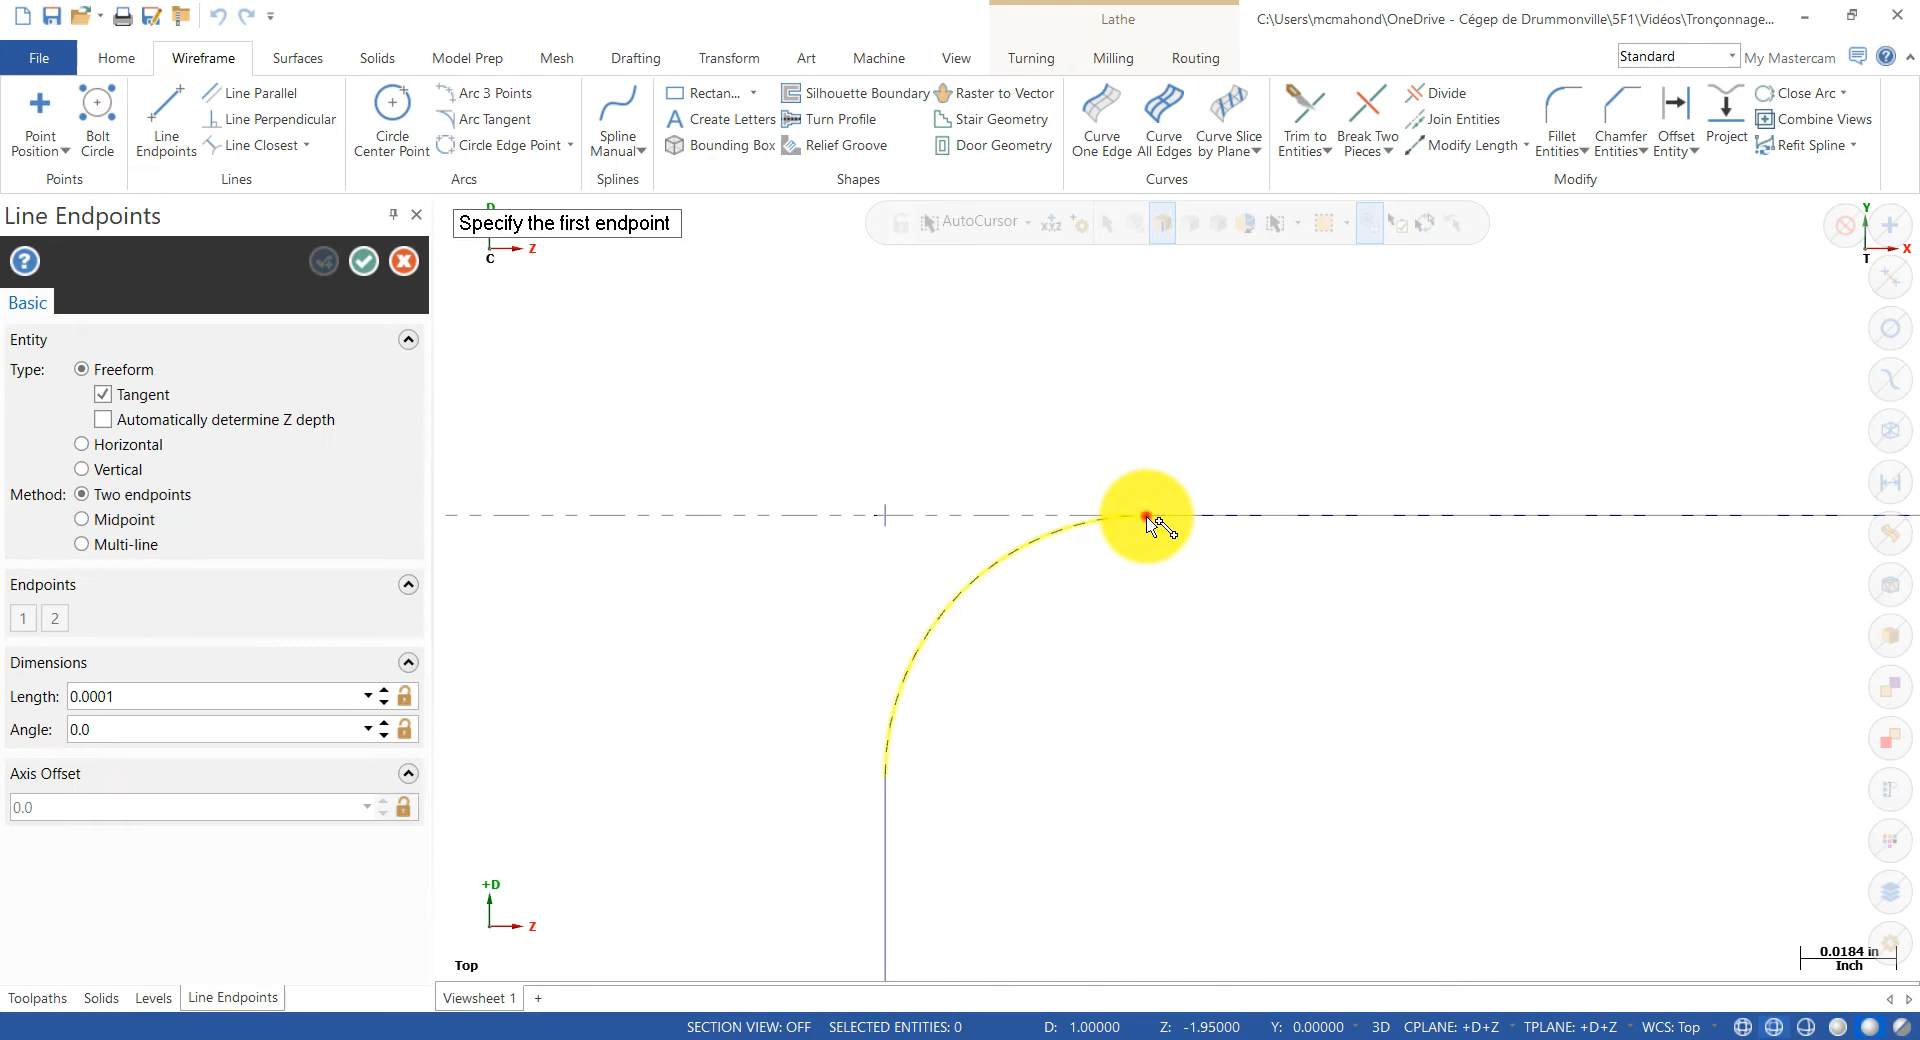 Lathe
C:\Users\mcmahond\OneDrive - Cégep de Drummonville\5F1\Vidéos\Tronçonnage...
File Home Wireframe Surfaces Solids Model Prep Mesh Drafting Transform Art Machine View Turning Milling Routing
Standard My Mastercam
Point Position
Bolt Circle
Points
Line Endpoints
Line Parallel
Line Perpendicular
Line Closest
Lines
Circle Center Point
Arc 3 Points
Arc Tangent
Circle Edge Point
Arcs
Spline Manual
Splines
Rectan...
Create Letters
Bounding Box
Silhouette Boundary
Turn Profile
Relief Groove
Raster to Vector
Stair Geometry
Door Geometry
Shapes
Curve One Edge
Curve All Edges
Curve Slice by Plane
Curves
Trim to Entities
Break Two Pieces
Divide
Join Entities
Modify Length
Fillet Entities
Chamfer Entities
Offset Entity
Project
Close Arc
Combine Views
Refit Spline
Modify
Line Endpoints
Basic
Entity
Type: Freeform
Tangent
Automatically determine Z depth
Horizontal
Vertical
Method: Two endpoints
Midpoint
Multi-line
Endpoints
1 2
Dimensions
Length: 0.0001
Angle: 0.0
Axis Offset
0.0
Toolpaths Solids Levels Line Endpoints
Specify the first endpoint
D
Z
C
AutoCursor
Y
X
T
+D
Z
Top
0.0184 in
Inch
Viewsheet 1 +
SECTION VIEW: OFF SELECTED ENTITIES: 0 D: 1.00000 Z: -1.95000 Y: 0.00000 3D CPLANE: +D+Z TPLANE: +D+Z WCS: Top